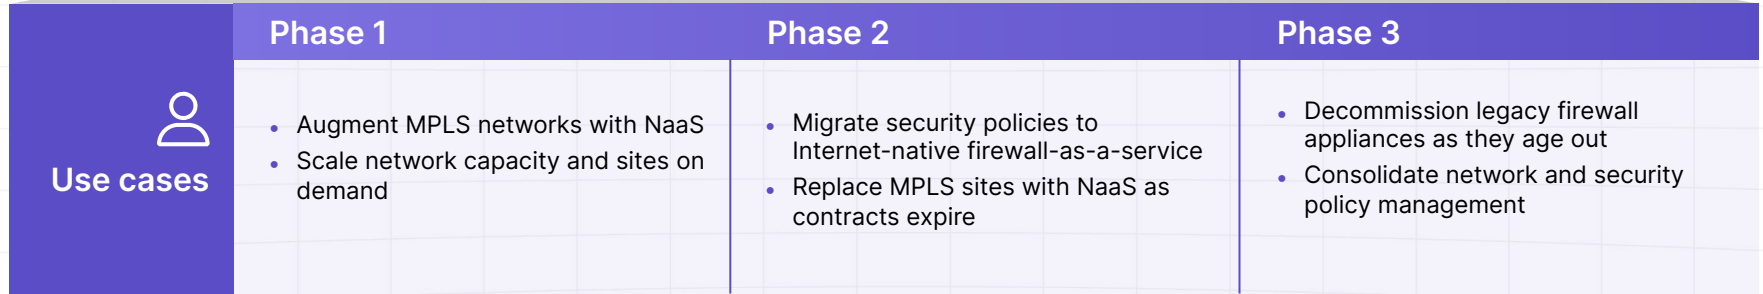 Phase 1
Phase 2
Phase 3
Use cases
Augment MPLS networks with NaaS
Scale network capacity and sites on
demand
Migrate security policies to
Internet-native firewall-as-a-service
Replace MPLS sites with NaaS as
contracts expire
Decommission legacy firewall
appliances as they age out
Consolidate network and security
policy management